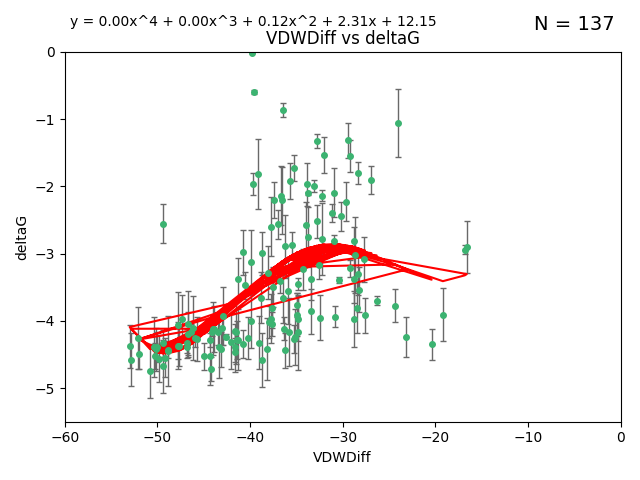 y = 0.00x^4 + 0.00x^3 + 0.12x^2 + 2.31x + 12.15
N = 137
VDWDiff vs deltaG
deltaG
0
−1
−2
−3
−4
−5
−60 −50 −40 −30 −20 −10 0
VDWDiff